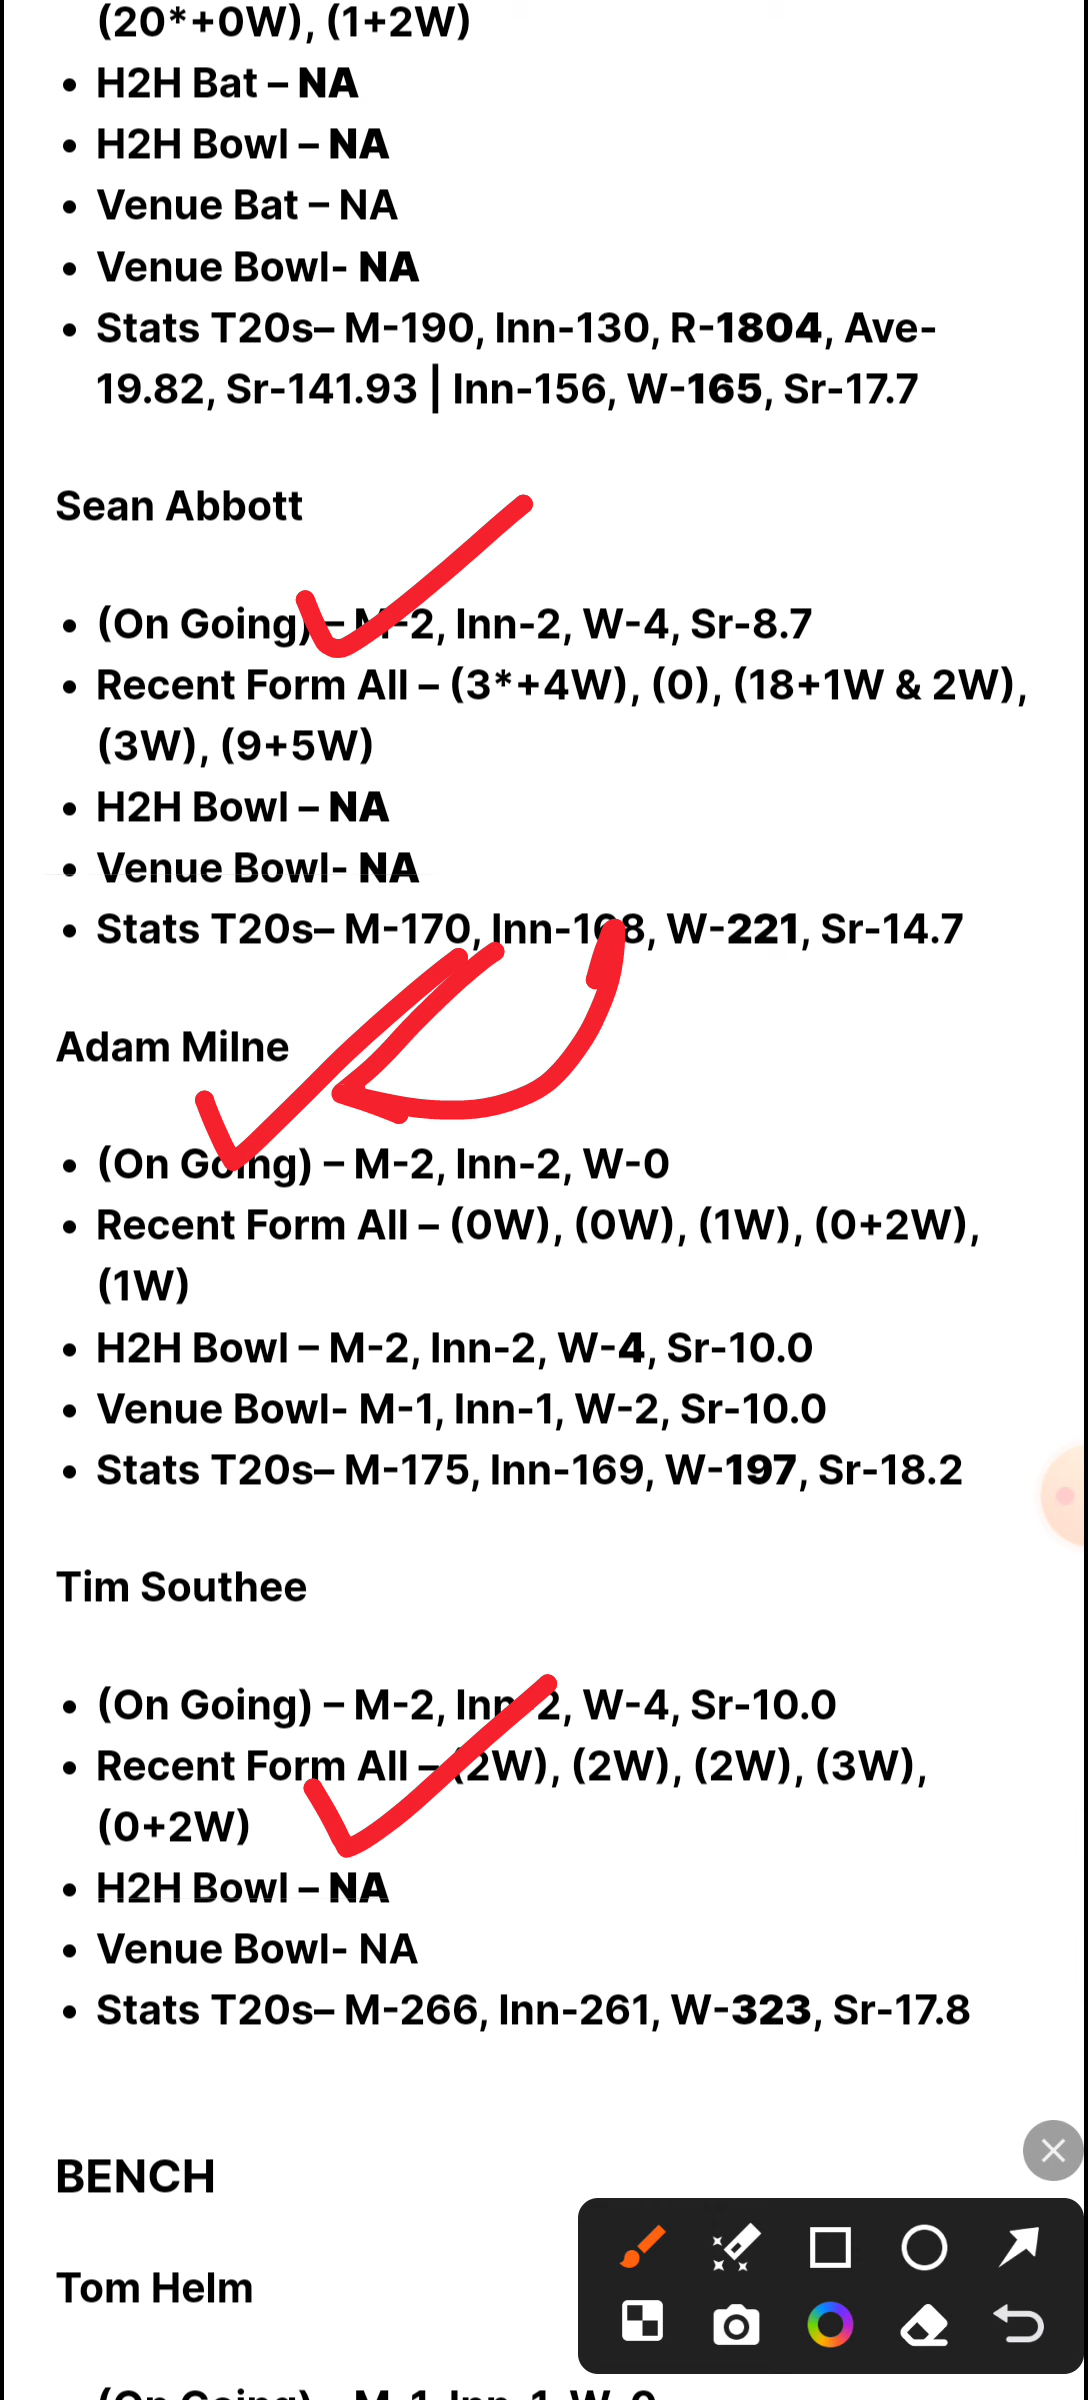 (20*+0W), (1+2W)
• H2H Bat – NA
• H2H Bowl – NA
• Venue Bat – NA
• Venue Bowl- NA
• Stats T20s– M-190, Inn-130, R-1804, Ave-
19.82, Sr-141.93 | Inn-156, W-165, Sr-17.7
Sean Abbott
• (On Going) – M-2, Inn-2, W-4, Sr-8.7
• Recent Form All – (3*+4W), (0), (18+1W & 2W),
(3W), (9+5W)
• H2H Bowl – NA
• Venue Bowl- NA
• Stats T20s– M-170, Inn-168, W-221, Sr-14.7
Adam Milne
• (On Going) – M-2, Inn-2, W-0
• Recent Form All – (0W), (0W), (1W), (0+2W),
(1W)
• H2H Bowl – M-2, Inn-2, W-4, Sr-10.0
• Venue Bowl- M-1, Inn-1, W-2, Sr-10.0
• Stats T20s– M-175, Inn-169, W-197, Sr-18.2
Tim Southee
• (On Going) – M-2, Inn-2, W-4, Sr-10.0
• Recent Form All – (2W), (2W), (2W), (3W),
(0+2W)
• H2H Bowl – NA
• Venue Bowl- NA
• Stats T20s– M-266, Inn-261, W-323, Sr-17.8
BENCH
Tom Helm
(On Going) – M-1, Inn-1, W-0